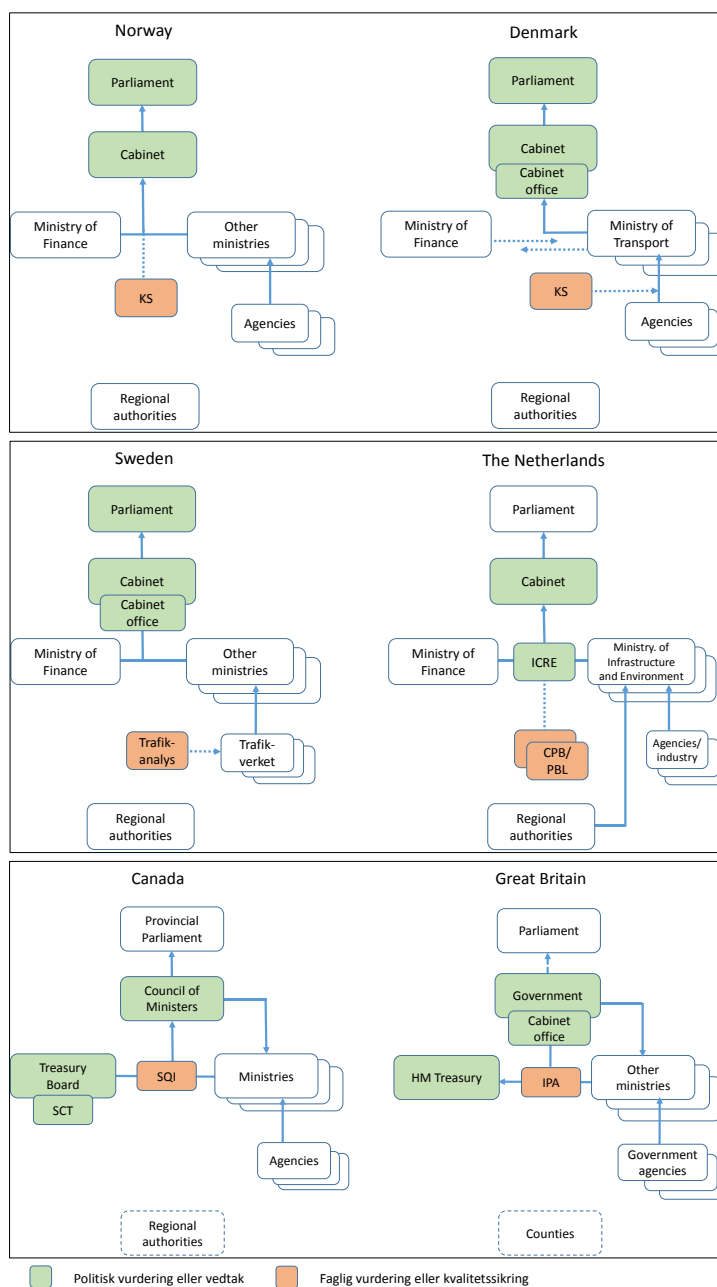 Norway
Parliament
Cabinet
Ministry of
Finance
Other
ministries
KS
Agencies
Regional
authorities
Denmark
Parliament
Cabinet
Cabinet
office
Ministry of
Finance
Ministry of
Transport
KS
Agencies
Regional
authorities
Sweden
Parliament
Cabinet
Cabinet
office
Ministry of
Finance
Other
ministries
Trafik-
analys
Trafik-
verket
Regional
authorities
The Netherlands
Parliament
Cabinet
Ministry of
Finance
ICRE
Ministry. of
Infrastructure
and Environment
CPB/
PBL
Agencies/
industry
Regional
authorities
Canada
Provincial
Parliament
Council of
Ministers
Treasury
Board
SCT
SQI
Ministries
Agencies
Regional
authorities
Great Britain
Parliament
Government
Cabinet
office
HM Treasury
IPA
Other
ministries
Government
agencies
Counties
Politisk vurdering eller vedtak
Faglig vurdering eller kvalitetssikring